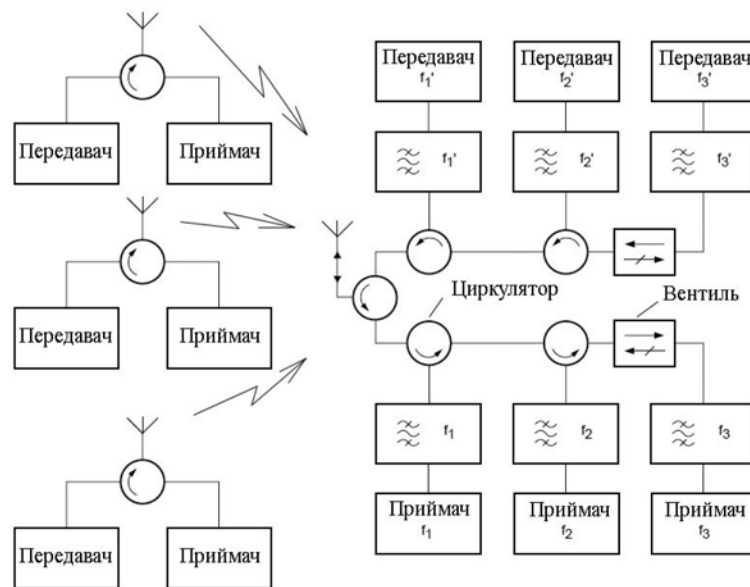 Передавач
Приймач
Передавач
Приймач
Передавач
Приймач
Передавач
f₁'
Передавач
f₂'
Передавач
f₃'
f₁'
f₂'
f₃'
Циркулятор
Вентиль
f₁
f₂
f₃
Приймач
f₁
Приймач
f₂
Приймач
f₃